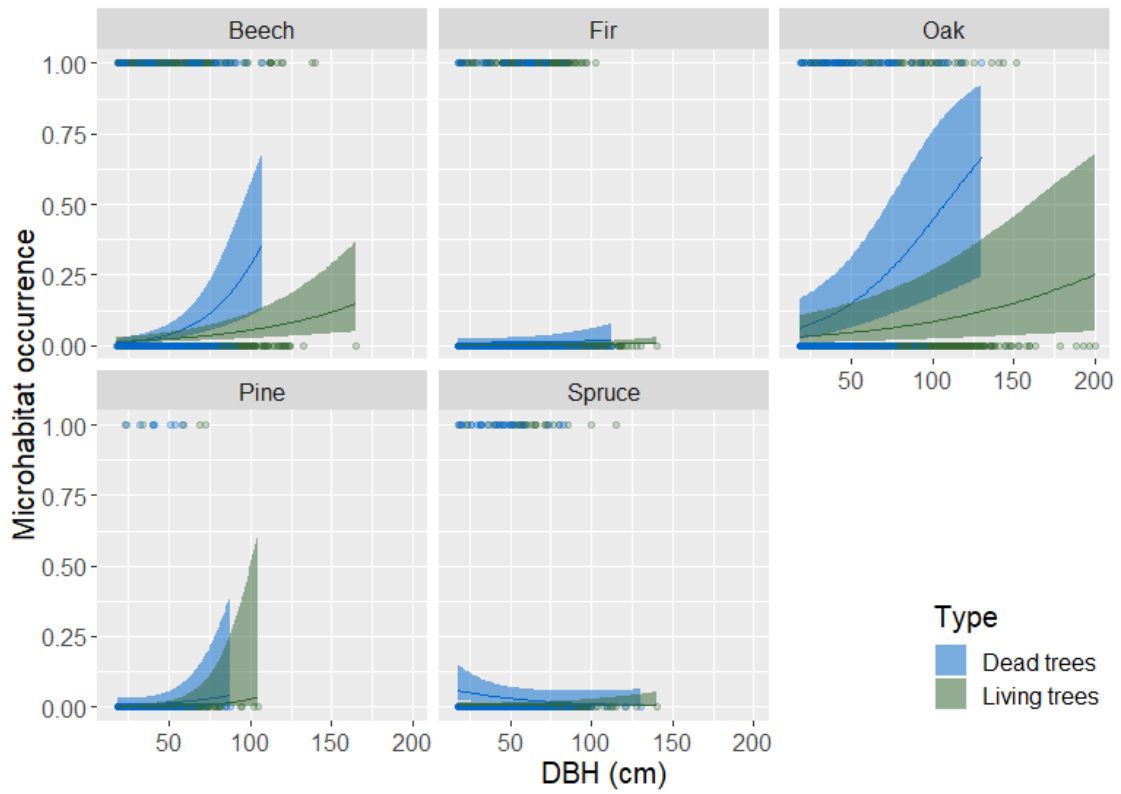 Beech Fir Oak
1.00
0.75
0.50
0.25
0.00
50 100 150 200
Pine Spruce
1.00
0.75
0.50
0.25
0.00
50 100 150 200 50 100 150 200
Microhabitat occurrence
DBH (cm)
Type
Dead trees
Living trees